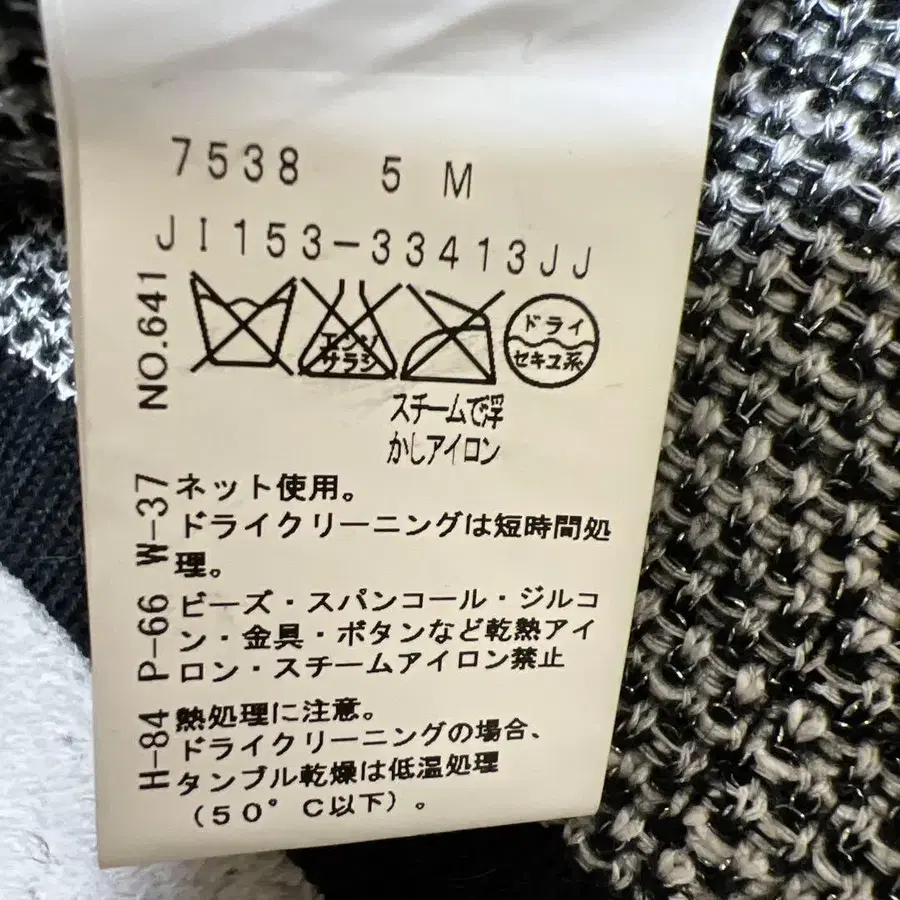 7538 5 M
JI153-33413JJ
NO.641
エンソ
サラシ
ドライ
セキユ系
スチームで浮
かしアイロン
W-37
ネット使用。
ドライクリーニングは短時間処
理。
P-66
ビーズ・スパンコール・ジルコ
ン・金具・ボタンなど乾熱アイ
ロン・スチームアイロン禁止
H-84
熱処理に注意。
ドライクリーニングの場合、
タンブル乾燥は低温処理
(50°C以下)。